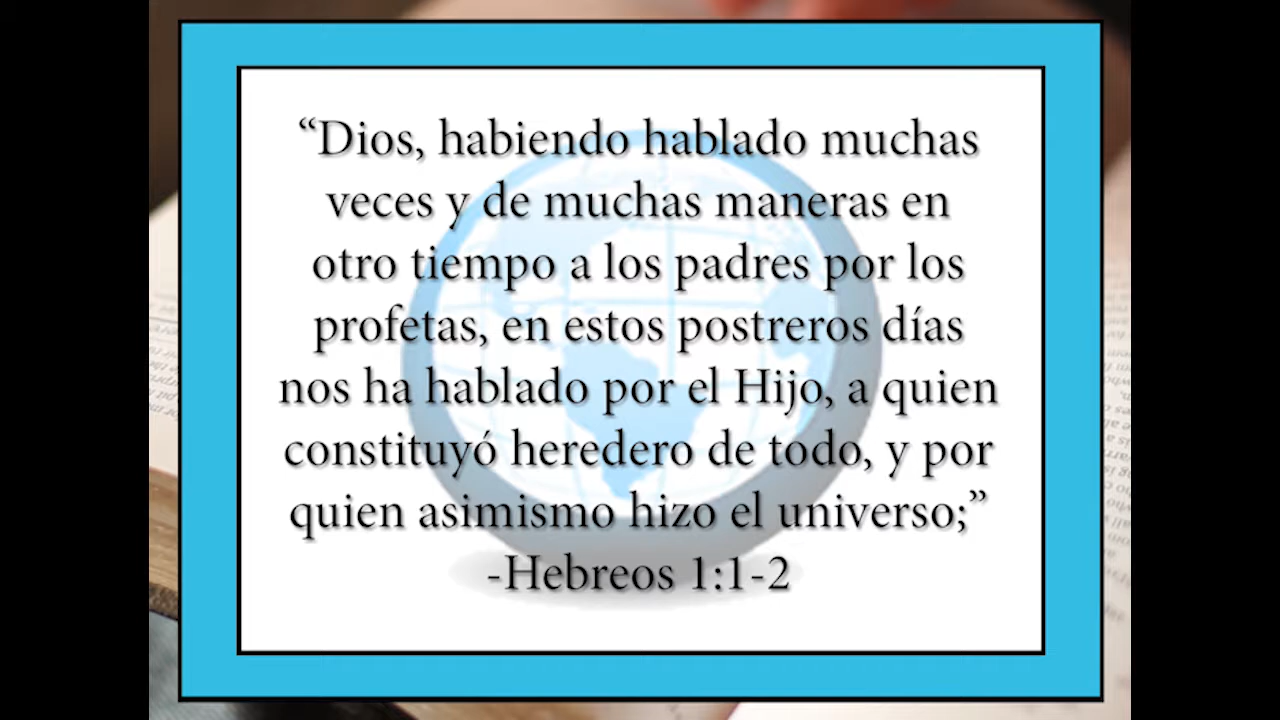 “Dios, habiendo hablado muchas
veces y de muchas maneras en
otro tiempo a los padres por los
profetas, en estos postreros días
nos ha hablado por el Hijo, a quien
constituyó heredero de todo, y por
quien asimismo hizo el universo;”
-Hebreos 1:1-2